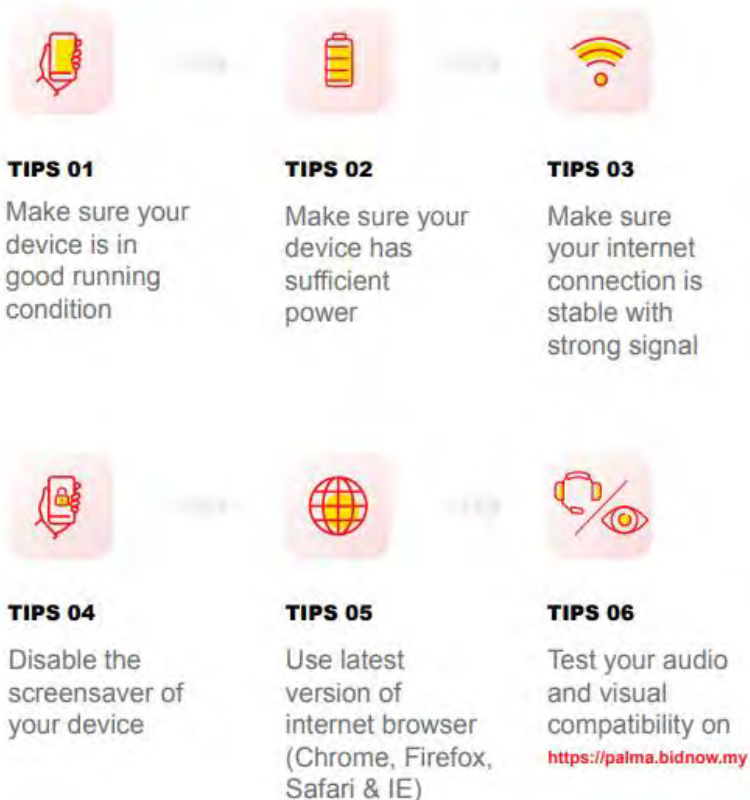 TIPS 01
Make sure your
device is in
good running
condition
TIPS 02
Make sure your
device has
sufficient
power
TIPS 03
Make sure
your internet
connection is
stable with
strong signal
TIPS 04
Disable the
screensaver of
your device
TIPS 05
Use latest
version of
internet browser
(Chrome, Firefox,
Safari & IE)
TIPS 06
Test your audio
and visual
compatibility on
https://palma.bidnow.my